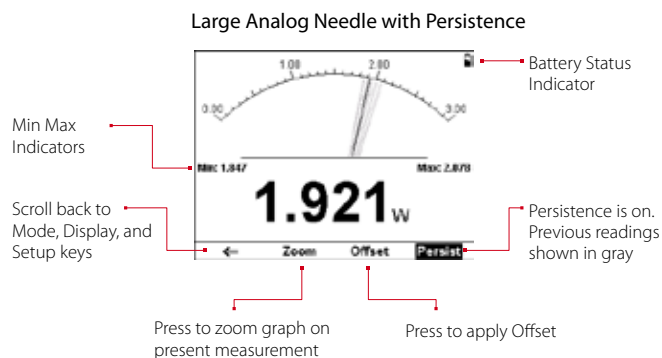 Large Analog Needle with Persistence
Battery Status
Indicator
0.00
1.00
2.00
3.00
Min Max
Indicators
Min: 1.847
Max: 2.078
1.921 W
Scroll back to
Mode, Display, and
Setup keys
Persistence is on.
Previous readings
shown in gray
Zoom
Offset
Persist
Press to zoom graph on
present measurement
Press to apply Offset